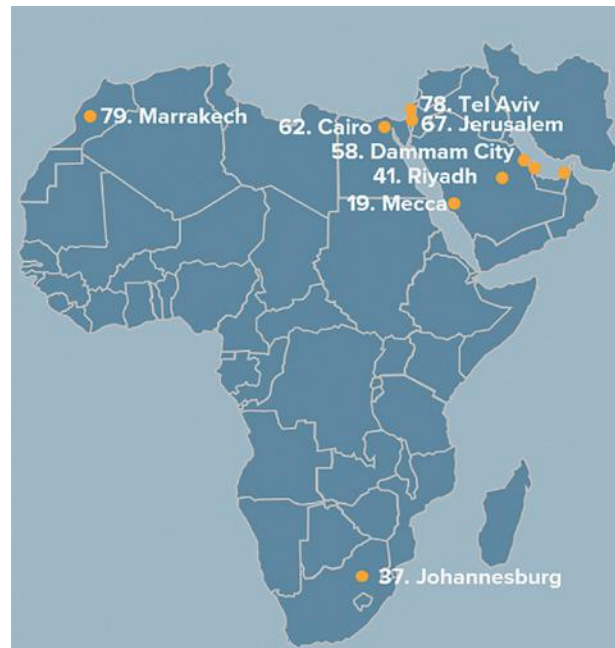 78. Tel Aviv
79. Marrakech
62. Cairo
67. Jerusalem
58. Dammam City
41. Riyadh
19. Mecca
37. Johannesburg